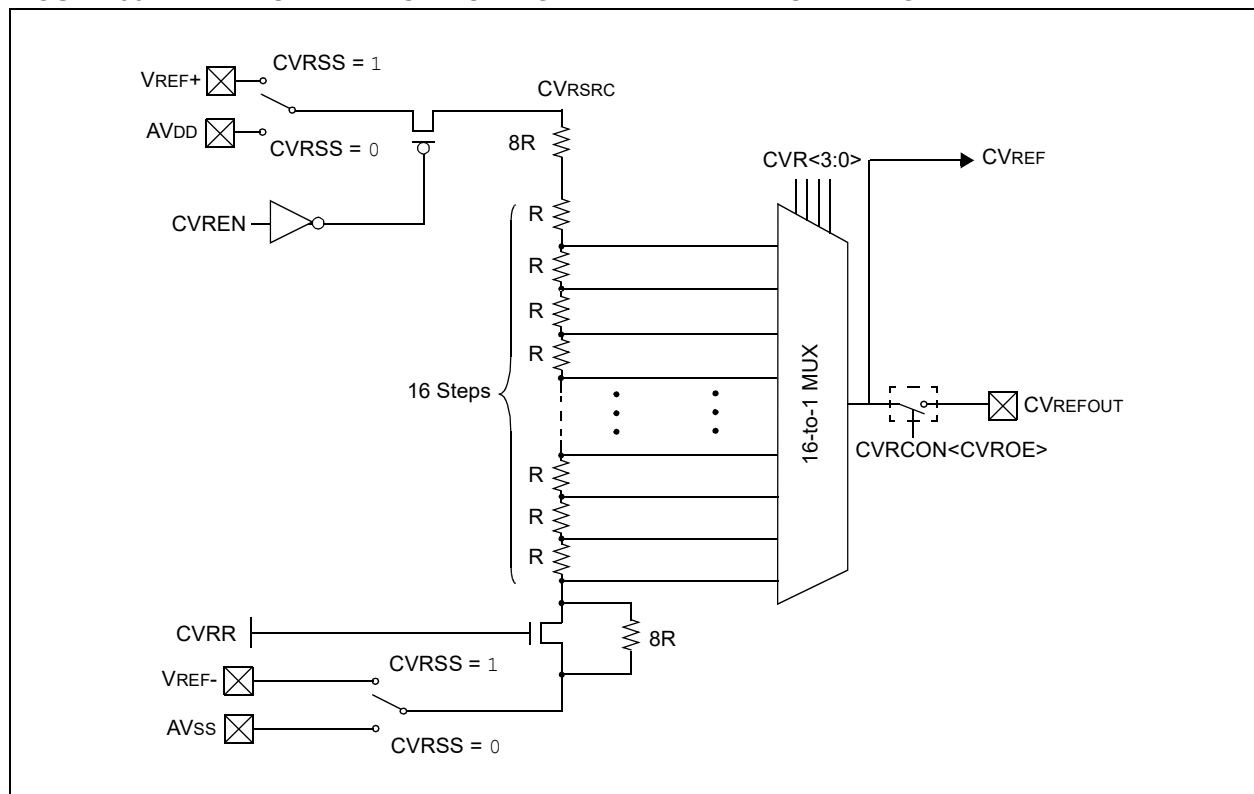 CVRSS = 1
VREF+
CVRSRC
AVDD
8R
CVRSS = 0
CVR<3:0>
CVREF
CVREN
R
R
R
R
16 Steps
16-to-1 MUX
CVREFOUT
CVRCON<CVROE>
R
R
R
CVRR
8R
CVRSS = 1
VREF-
AVSS
CVRSS = 0